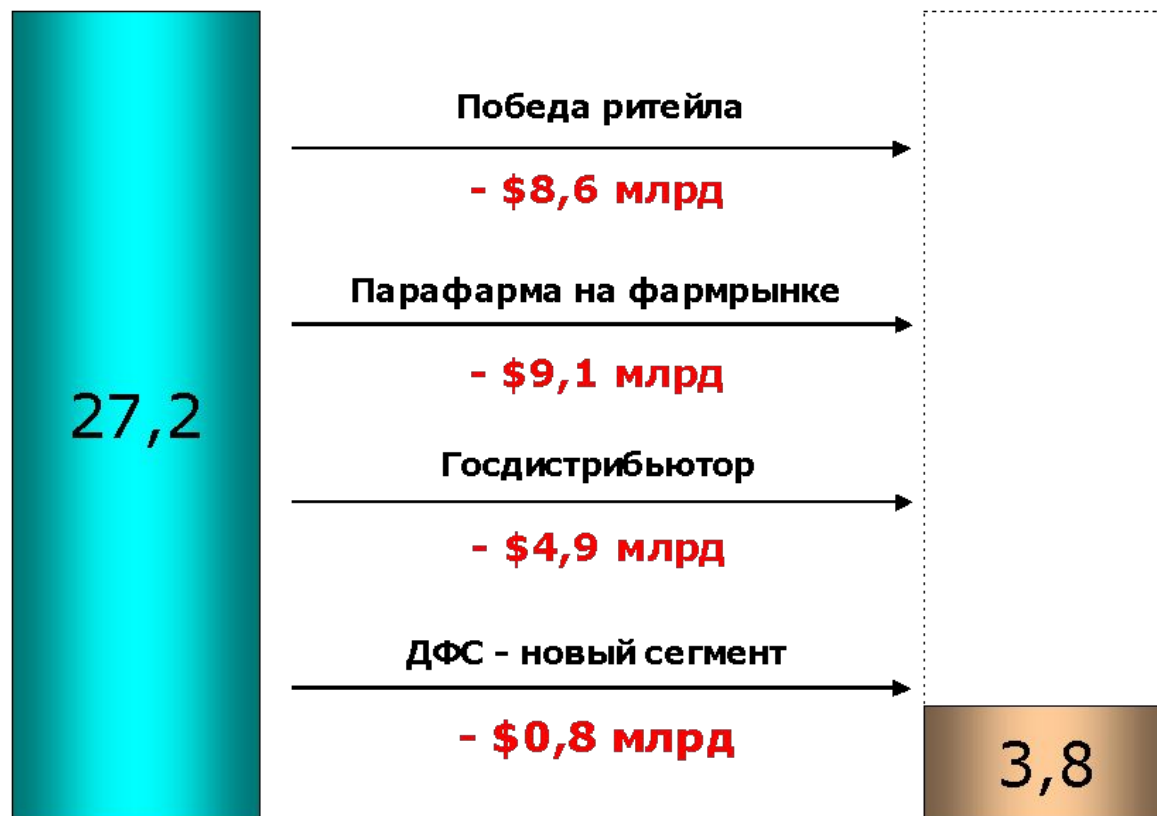 Победа ритейла
- $8,6 млрд
Парафарма на фармрынке
- $9,1 млрд
27,2
Госдистрибьютор
- $4,9 млрд
ДФС - новый сегмент
- $0,8 млрд
3,8